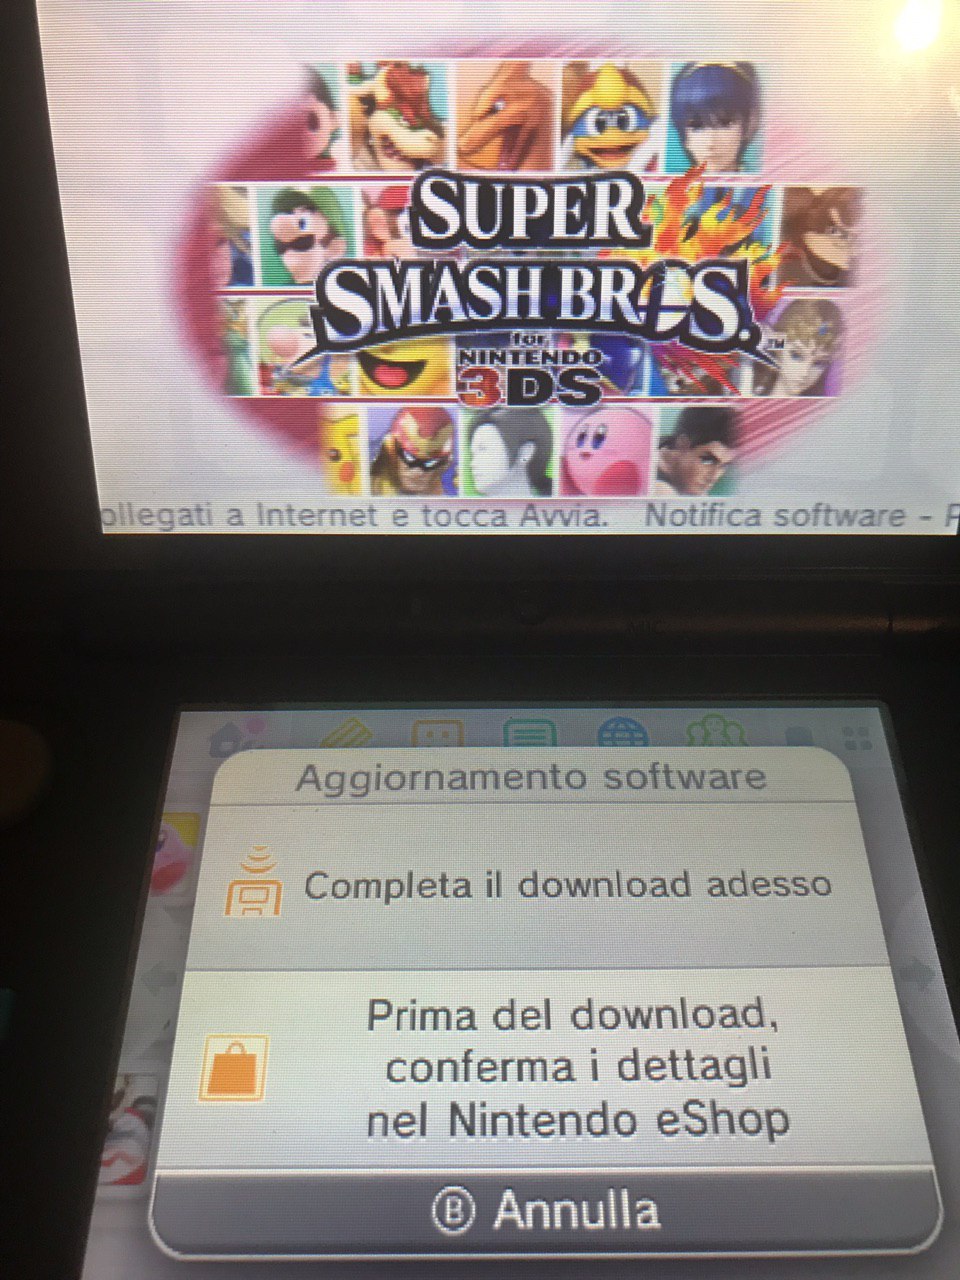 SUPER
SMASH BROS.™
for
NINTENDO
3DS
ollegati a Internet e tocca Avvia. Notifica software -
Aggiornamento software
Completa il download adesso
Prima del download,
conferma i dettagli
nel Nintendo eShop
B Annulla